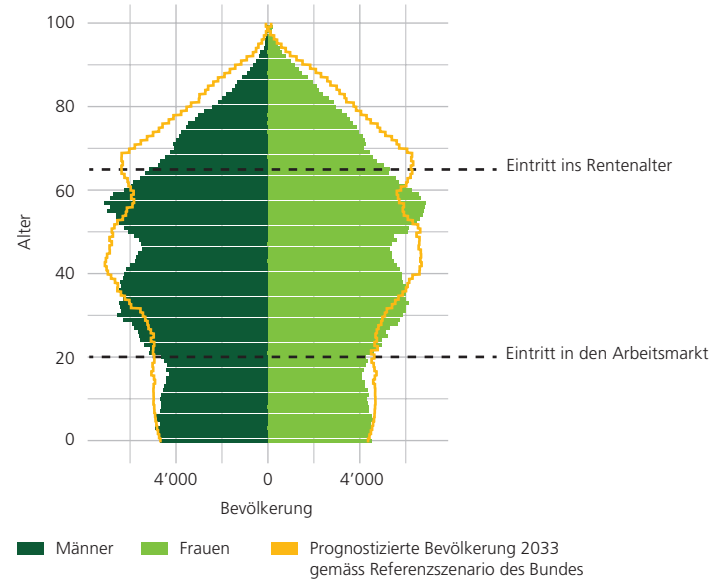 100
80
60
40
20
0
Alter
Eintritt ins Rentenalter
Eintritt in den Arbeitsmarkt
4’000 0 4’000
Bevölkerung
Männer Frauen Prognostizierte Bevölkerung 2033
gemäss Referenzszenario des Bundes